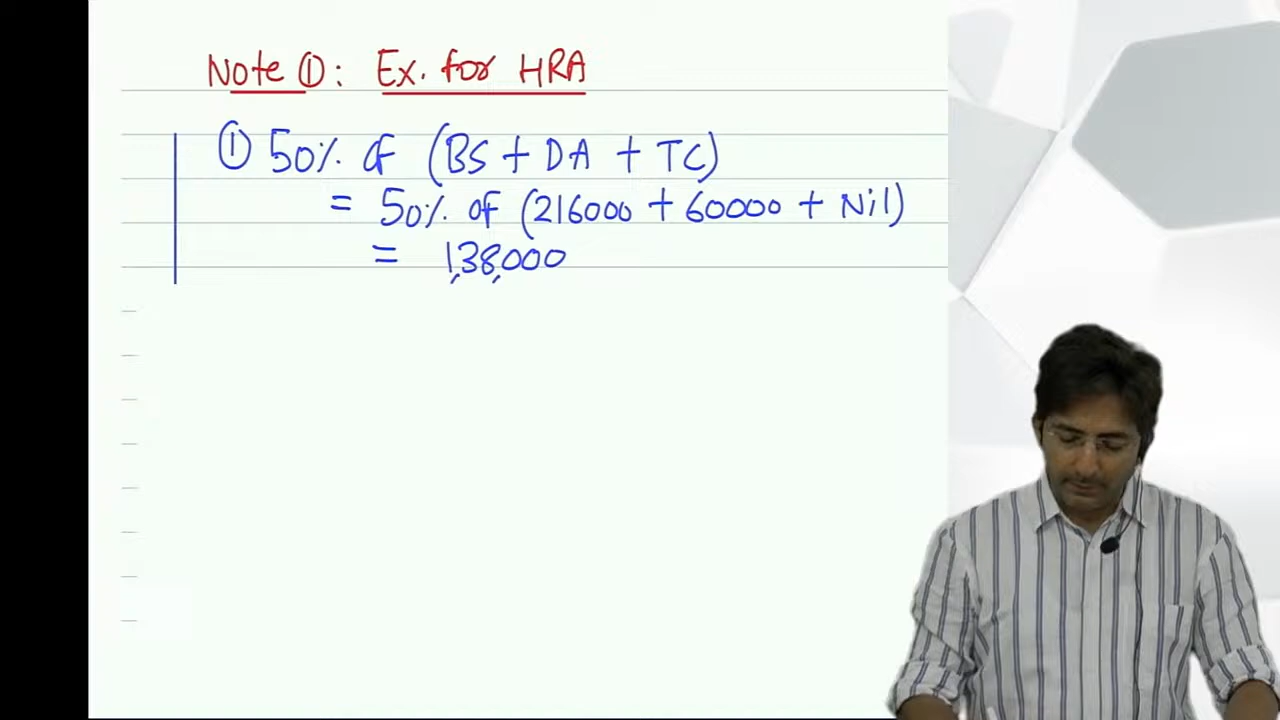 Note ①: Ex. for HRA
① 50% of (BS + DA + TC)
= 50% of (216000 + 60000 + Nil)
= 1,38,000